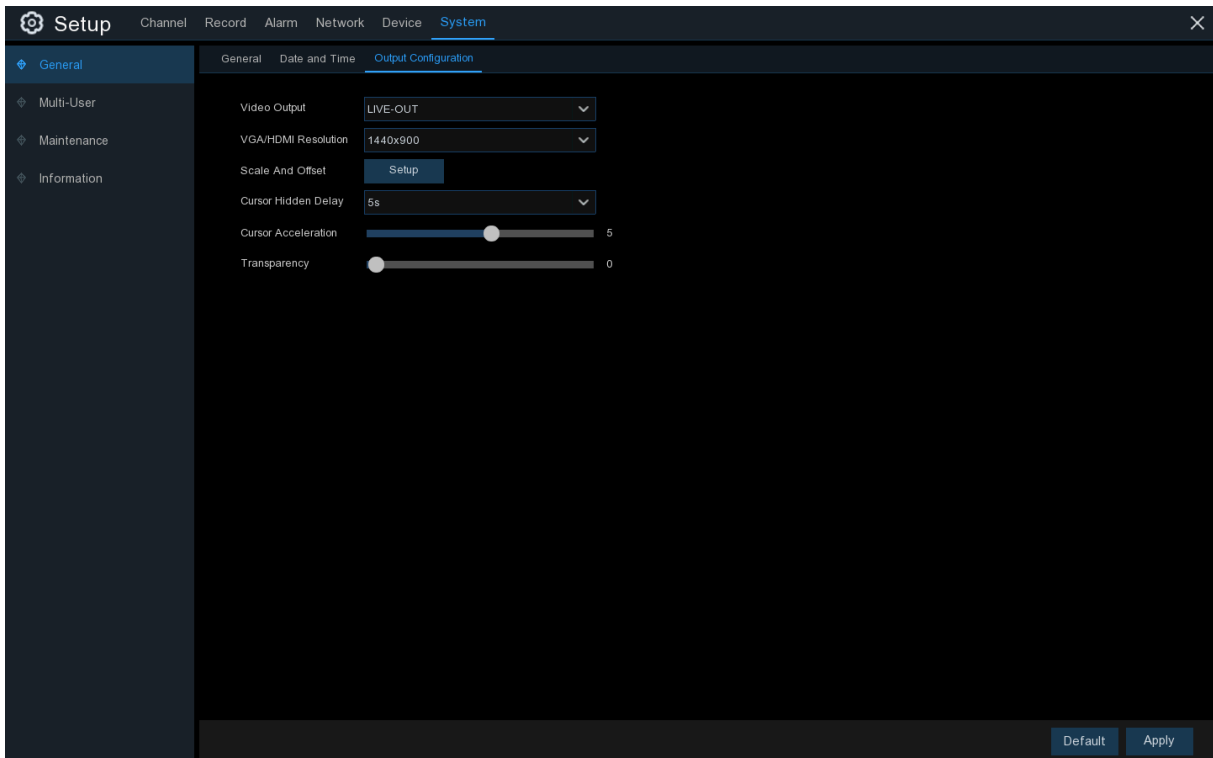 Setup Channel Record Alarm Network Device System
General
Multi-User
Maintenance
Information
General Date and Time Output Configuration
Video Output LIVE-OUT
VGA/HDMI Resolution 1440x900
Scale And Offset Setup
Cursor Hidden Delay 5s
Cursor Acceleration 5
Transparency 0
Default Apply